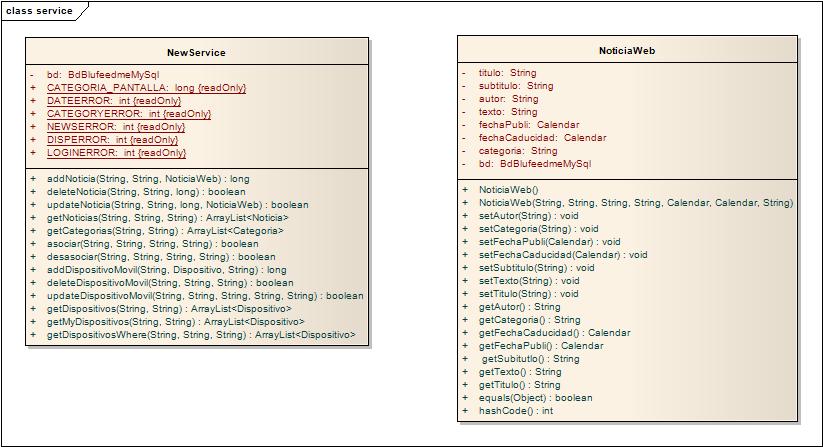 class service
NewService
- bd: BdBlufeedmeMySql
+ CATEGORIA_PANTALLA: long {readOnly}
+ DATEERROR: int {readOnly}
+ CATEGORYERROR: int {readOnly}
+ NEWSERROR: int {readOnly}
+ DISPERROR: int {readOnly}
+ LOGINERROR: int {readOnly}
+ addNoticia(String, String, NoticiaWeb) : long
+ deleteNoticia(String, String, long) : boolean
+ updateNoticia(String, String, long, NoticiaWeb) : boolean
+ getNoticias(String, String, String) : ArrayList<Noticia>
+ getCategorias(String, String) : ArrayList<Categoria>
+ asociar(String, String, String, String) : boolean
+ desasociar(String, String, String, String) : boolean
+ addDispositivoMovil(String, Dispositivo, String) : long
+ deleteDispositivoMovil(String, String, String) : boolean
+ updateDispositivoMovil(String, String, String, String, String) : boolean
+ getDispositivos(String, String) : ArrayList<Dispositivo>
+ getMyDispositivos(String, String) : ArrayList<Dispositivo>
+ getDispositivosWhere(String, String, String) : ArrayList<Dispositivo>
NoticiaWeb
- titulo: String
- subtitulo: String
- autor: String
- texto: String
- fechaPubli: Calendar
- fechaCaducidad: Calendar
- categoria: String
- bd: BdBlufeedmeMySql
+ NoticiaWeb()
+ NoticiaWeb(String, String, String, String, Calendar, Calendar, String)
+ setAutor(String) : void
+ setCategoria(String) : void
+ setFechaPubli(Calendar) : void
+ setFechaCaducidad(Calendar) : void
+ setSubtitulo(String) : void
+ setTexto(String) : void
+ setTitulo(String) : void
+ getAutor() : String
+ getCategoria() : String
+ getFechaCaducidad() : Calendar
+ getFechaPubli() : Calendar
+ getSubitutlo() : String
+ getTexto() : String
+ getTitulo() : String
+ equals(Object) : boolean
+ hashCode() : int